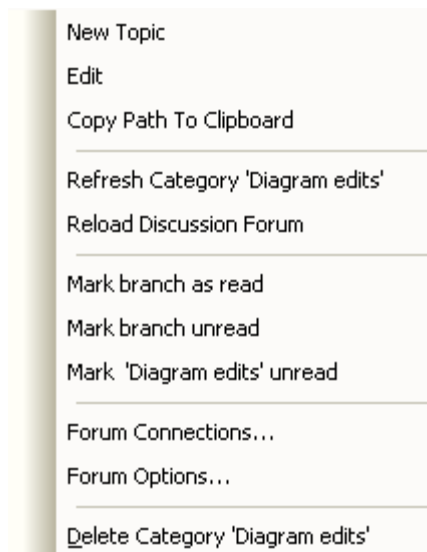 New Topic
Edit
Copy Path To Clipboard
Refresh Category 'Diagram edits'
Reload Discussion Forum
Mark branch as read
Mark branch unread
Mark  'Diagram edits' unread
Forum Connections...
Forum Options...
Delete Category 'Diagram edits'